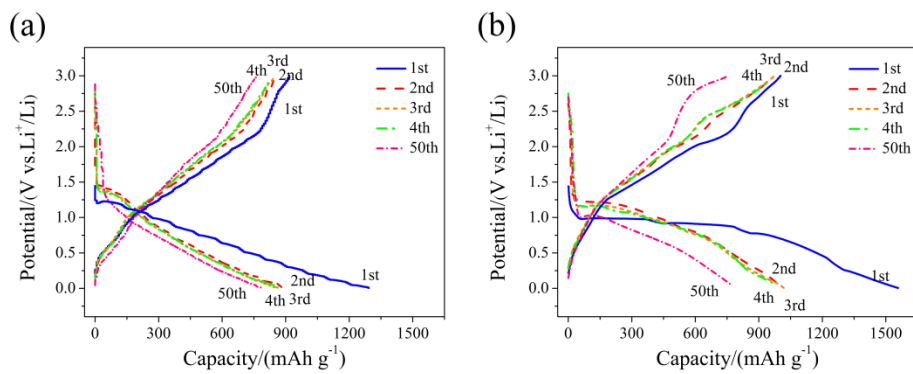 (a)
Potential/(V vs.Li⁺/Li)
3.0
2.5
2.0
1.5
1.0
0.5
0.0
0
300
600
900
1200
1500
Capacity/(mAh g⁻¹)
50th
4th
3rd
2nd
1st
1st
2nd
3rd
4th
50th
1st
2nd
3rd
4th
50th
(b)
Potential/(V vs.Li⁺/Li)
3.0
2.5
2.0
1.5
1.0
0.5
0.0
0
300
600
900
1200
1500
Capacity/(mAh g⁻¹)
50th
4th
3rd
2nd
1st
1st
2nd
3rd
4th
50th
1st
2nd
4th
3rd
50th